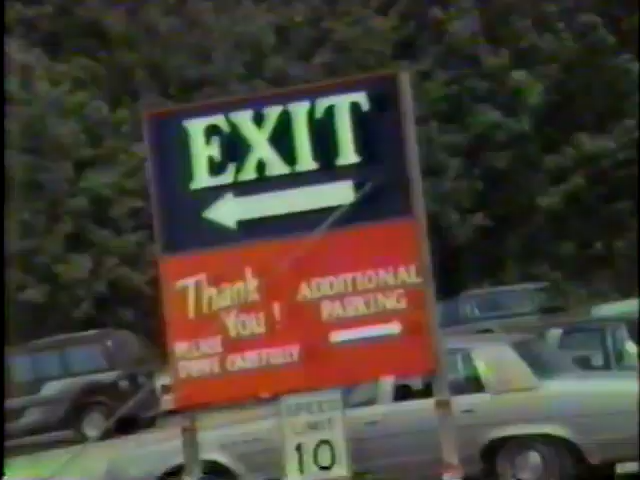 EXIT
Thank
You!
PLEASE
DRIVE CAREFULLY
ADDITIONAL
PARKING
SPEED
LIMIT
10